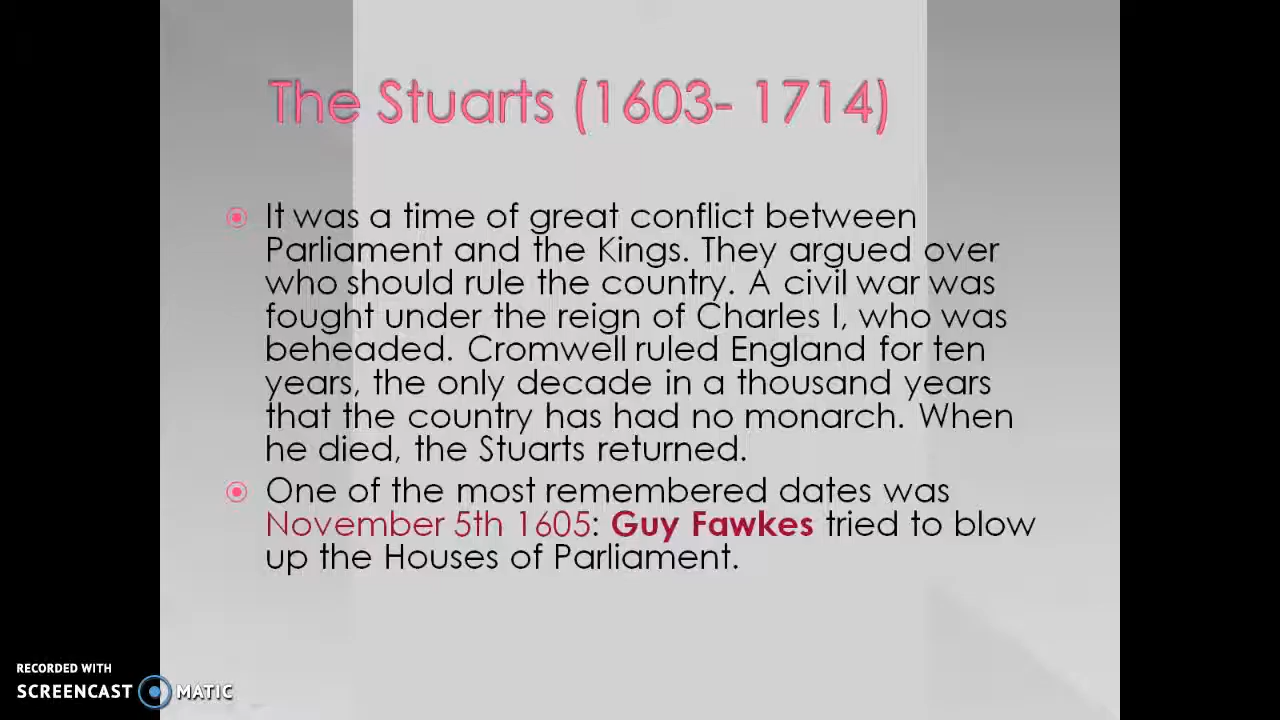 The Stuarts (1603- 1714)
It was a time of great conflict between
Parliament and the Kings. They argued over
who should rule the country. A civil war was
fought under the reign of Charles I, who was
beheaded. Cromwell ruled England for ten
years, the only decade in a thousand years
that the country has had no monarch. When
he died, the Stuarts returned.
One of the most remembered dates was
November 5th 1605: Guy Fawkes tried to blow
up the Houses of Parliament.
RECORDED WITH
SCREENCAST MATIC